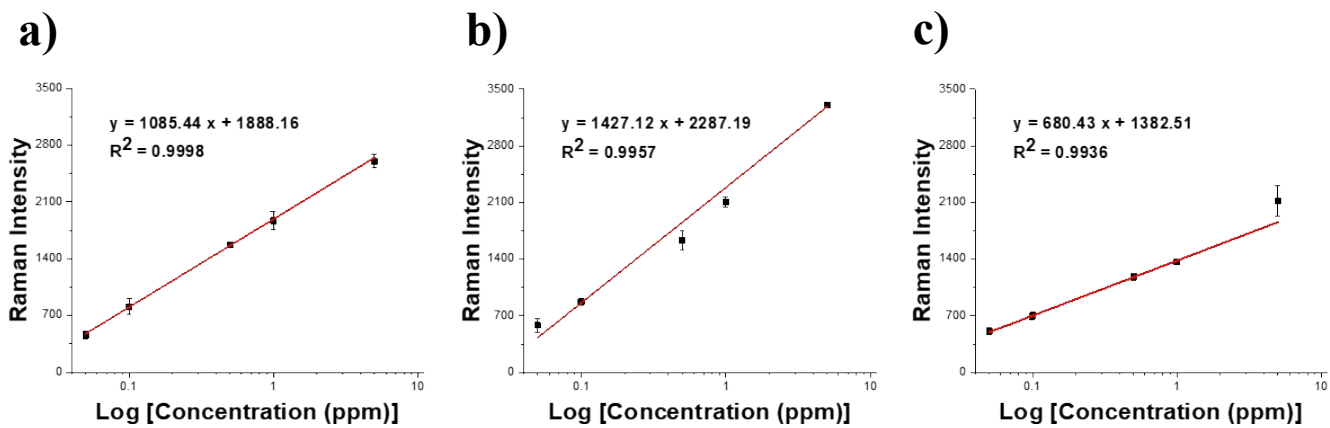 a)
Raman Intensity
3500
2800
2100
1400
700
0
y = 1085.44 x + 1888.16
R² = 0.9998
0.1 1 10
Log [Concentration (ppm)]
b)
Raman Intensity
3500
2800
2100
1400
700
0
y = 1427.12 x + 2287.19
R² = 0.9957
0.1 1 10
Log [Concentration (ppm)]
c)
Raman Intensity
3500
2800
2100
1400
700
0
y = 680.43 x + 1382.51
R² = 0.9936
0.1 1 10
Log [Concentration (ppm)]